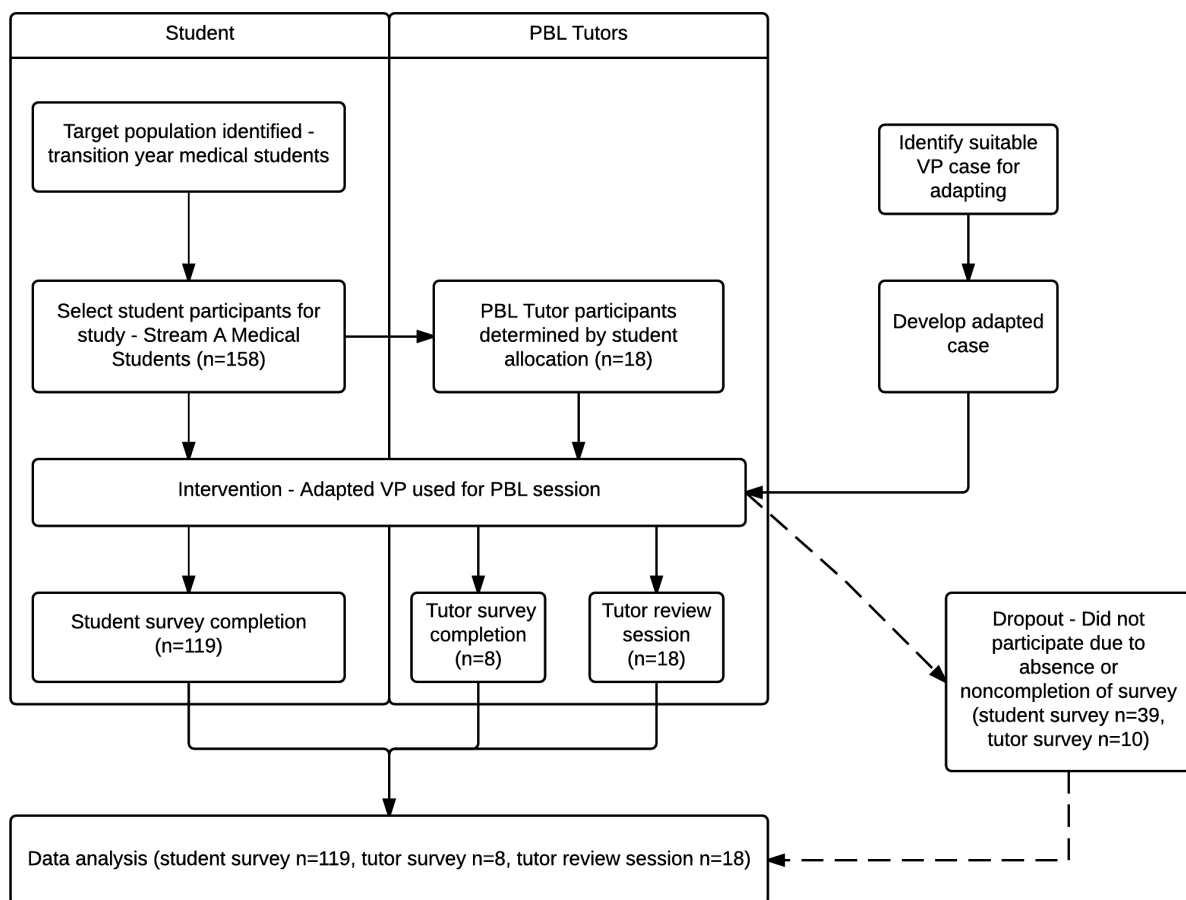 Student
PBL Tutors
Target population identified -
transition year medical students
Identify suitable
VP case for
adapting
Select student participants for
study - Stream A Medical
Students (n=158)
PBL Tutor participants
determined by student
allocation (n=18)
Develop adapted
case
Intervention - Adapted VP used for PBL session
Student survey completion
(n=119)
Tutor survey
completion
(n=8)
Tutor review
session
(n=18)
Dropout - Did not
participate due to
absence or
noncompletion of survey
(student survey n=39,
tutor survey n=10)
Data analysis (student survey n=119, tutor survey n=8, tutor review session n=18)